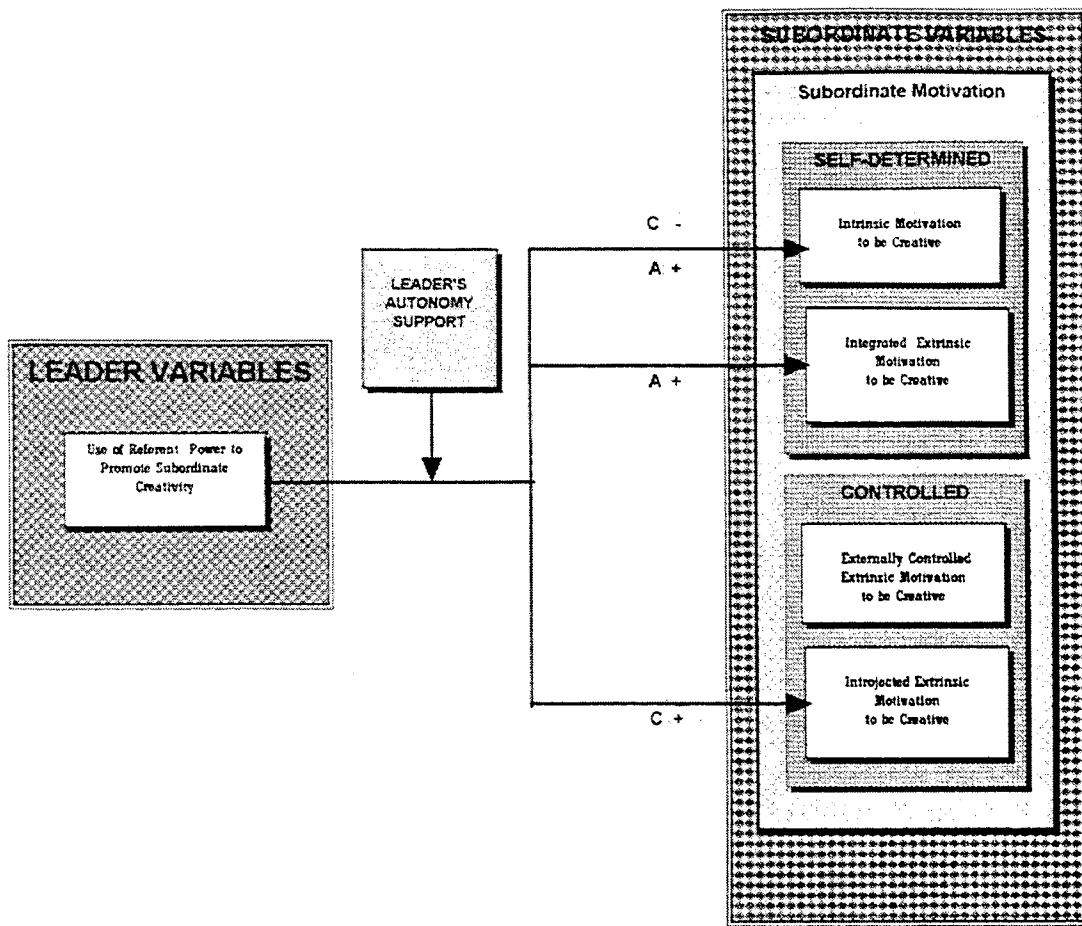 SUBORDINATE VARIABLES
Subordinate Motivation
SELF-DETERMINED
Intrinsic Motivation
to be Creative
C -
A +
LEADER'S
AUTONOMY
SUPPORT
Integrated Extrinsic
Motivation
to be Creative
A +
LEADER VARIABLES
Use of Referent Power to
Promote Subordinate
Creativity
CONTROLLED
Externally Controlled
Extrinsic Motivation
to be Creative
Introjected Extrinsic
Motivation
to be Creative
C +